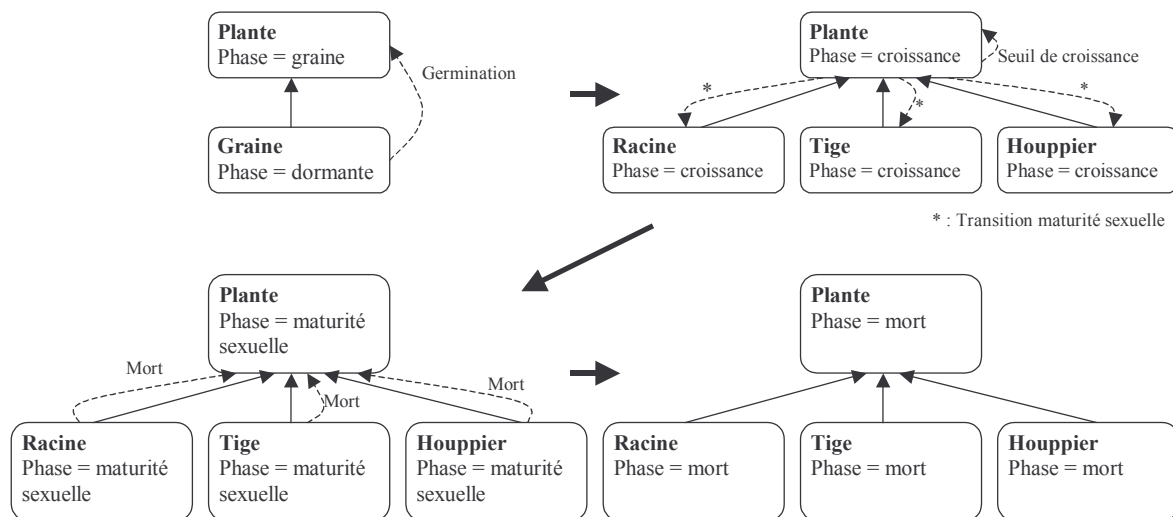 Plante
Phase = graine
Germination
Graine
Phase = dormante
Plante
Phase = croissance
Seuil de croissance
*
*
*
Racine
Phase = croissance
Tige
Phase = croissance
Houppier
Phase = croissance
* : Transition maturité sexuelle
Plante
Phase = maturité
sexuelle
Mort
Mort
Mort
Racine
Phase = maturité
sexuelle
Tige
Phase = maturité
sexuelle
Houppier
Phase = maturité
sexuelle
Plante
Phase = mort
Racine
Phase = mort
Tige
Phase = mort
Houppier
Phase = mort